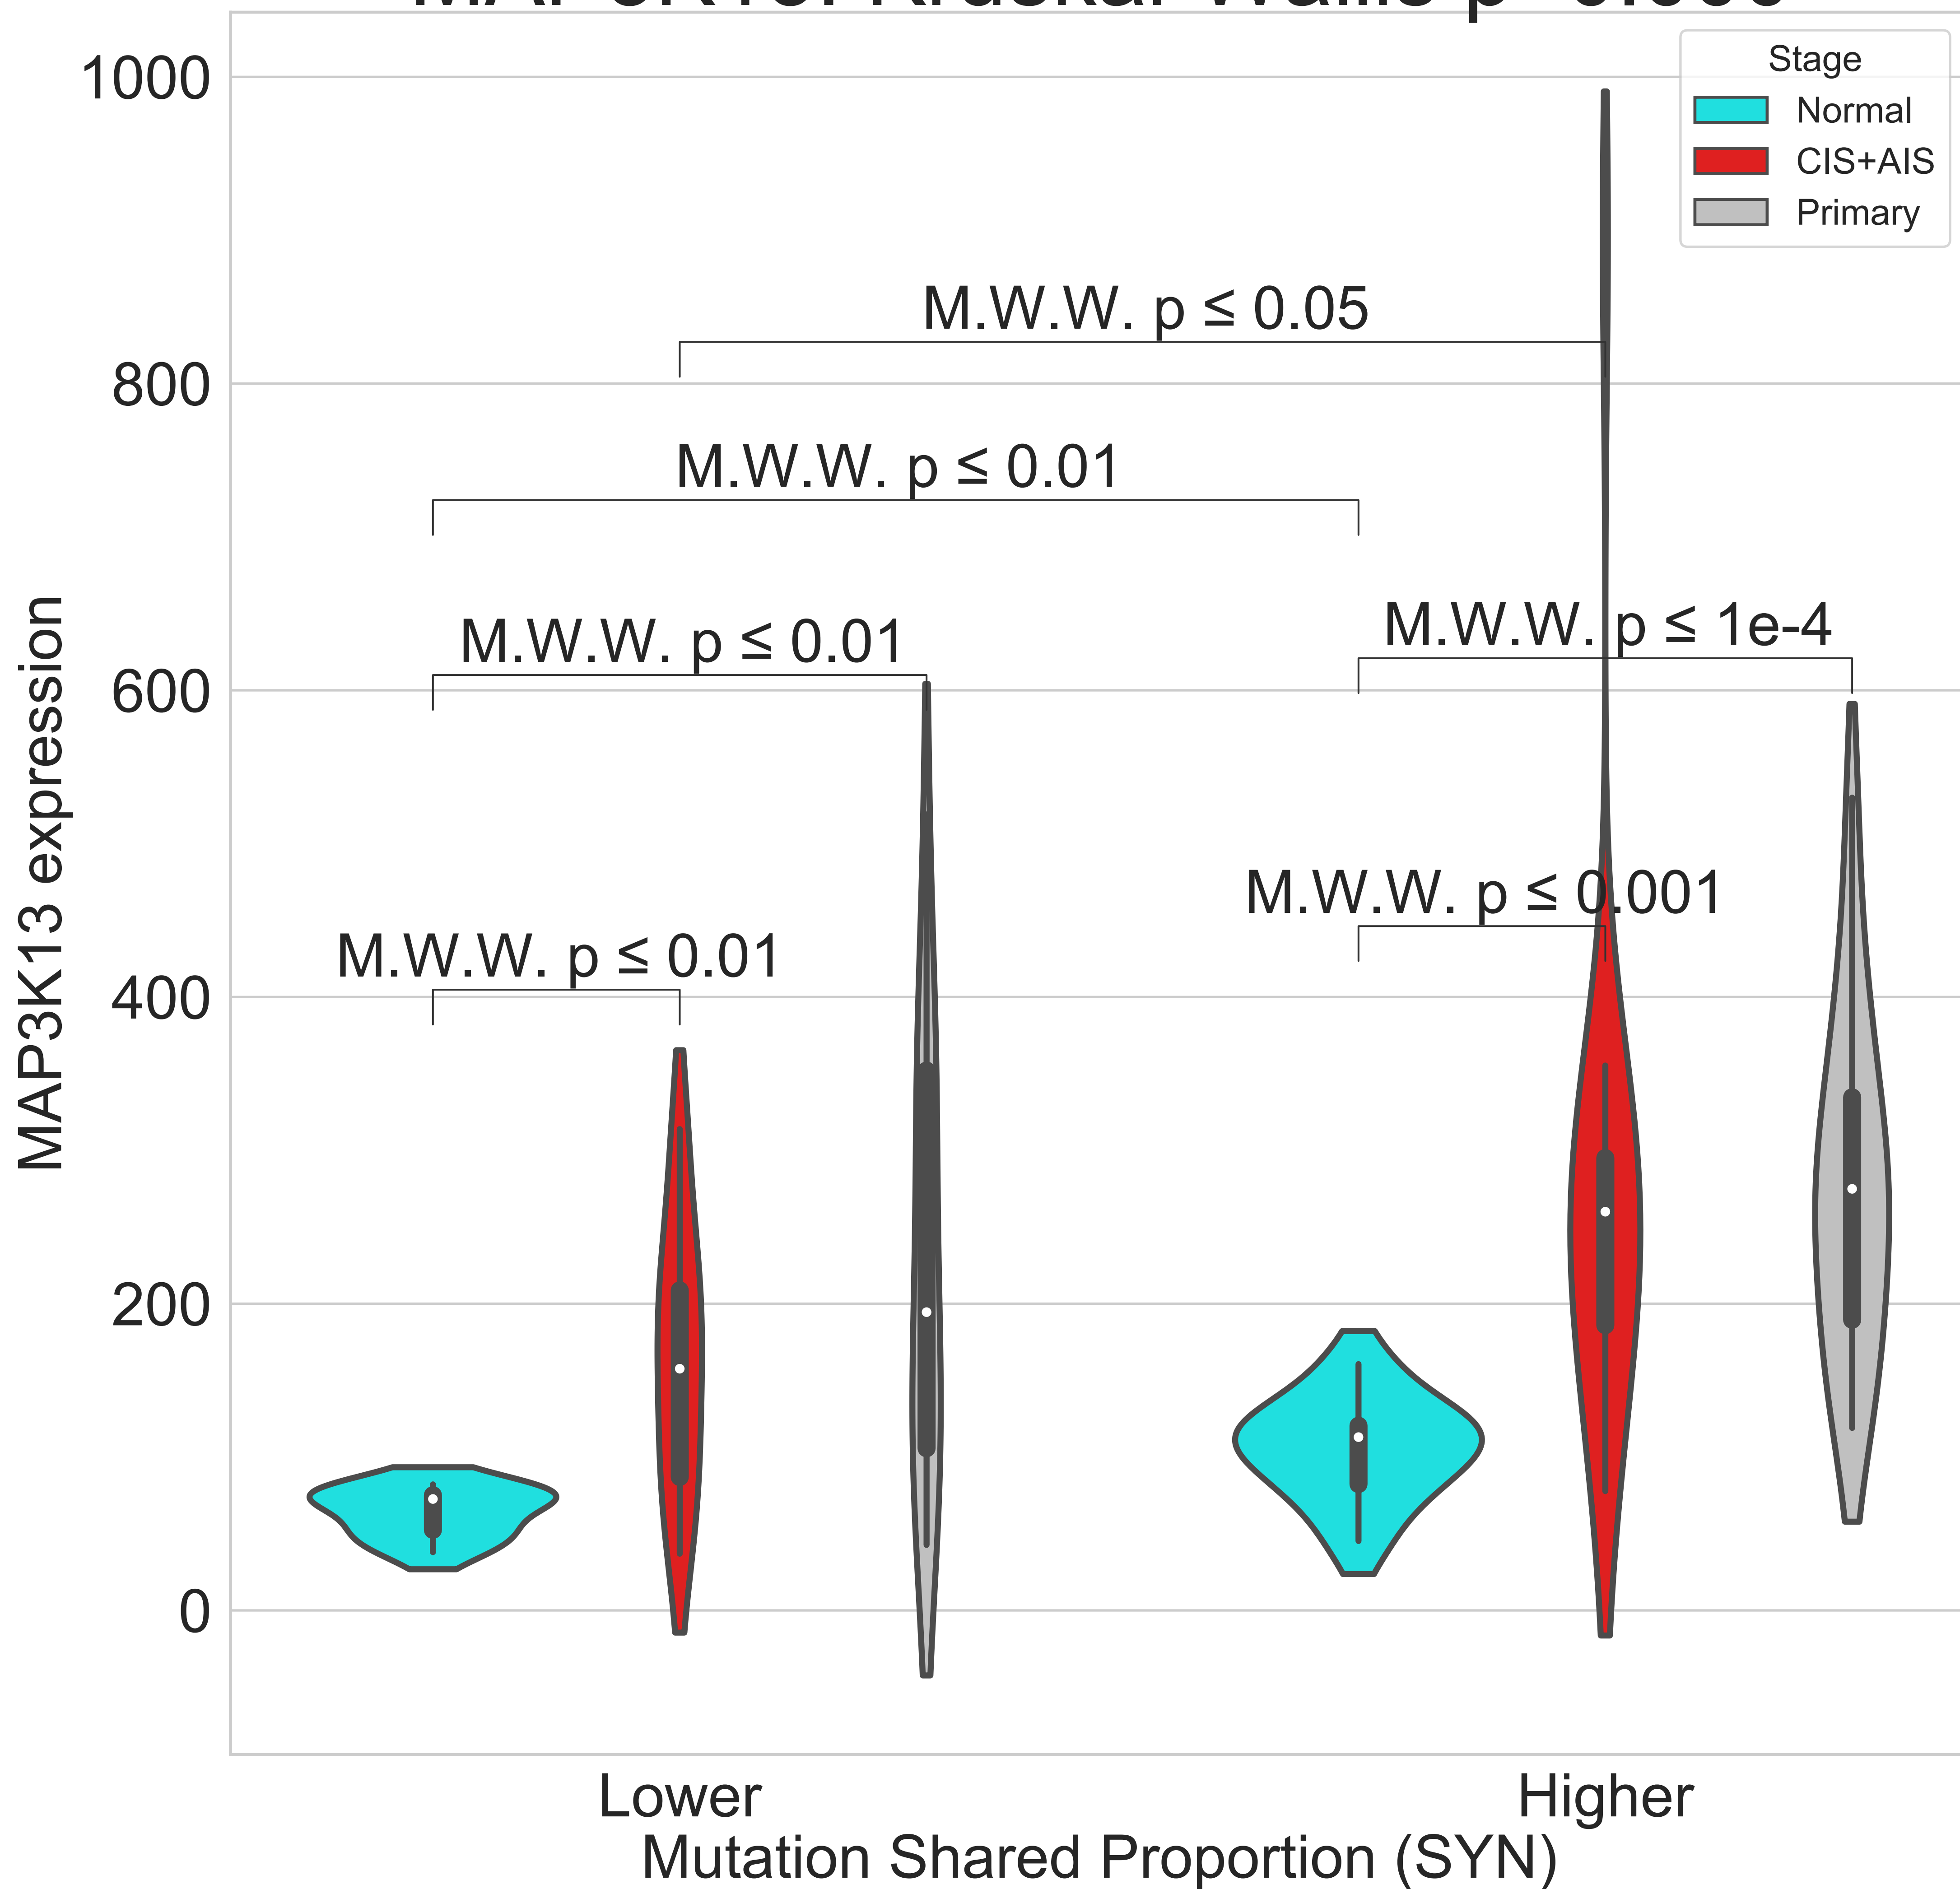 Stage
Normal
CIS+AIS
Primary
1000
800
600
400
200
0
MAP3K13 expression
M.W.W. p ≤ 0.05
M.W.W. p ≤ 0.01
M.W.W. p ≤ 0.01
M.W.W. p ≤ 1e-4
M.W.W. p ≤ 0.01
M.W.W. p ≤ 0.001
Lower
Higher
Mutation Shared Proportion (SYN)